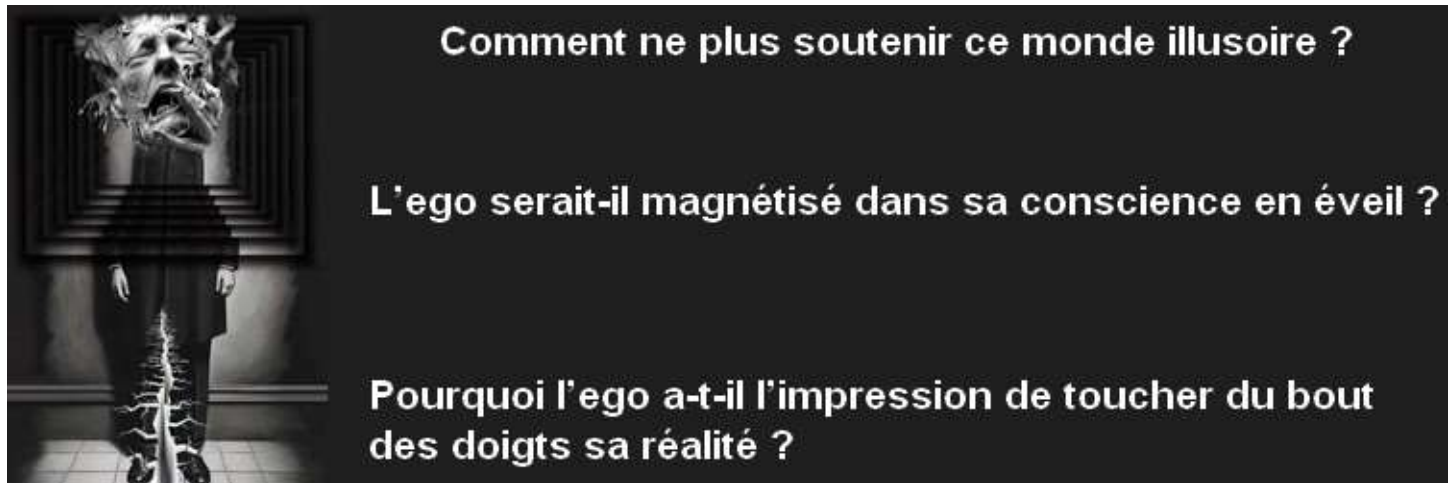 Comment ne plus soutenir ce monde illusoire ?
L'ego serait-il magnétisé dans sa conscience en éveil ?
Pourquoi l'ego a-t-il l'impression de toucher du bout
des doigts sa réalité ?